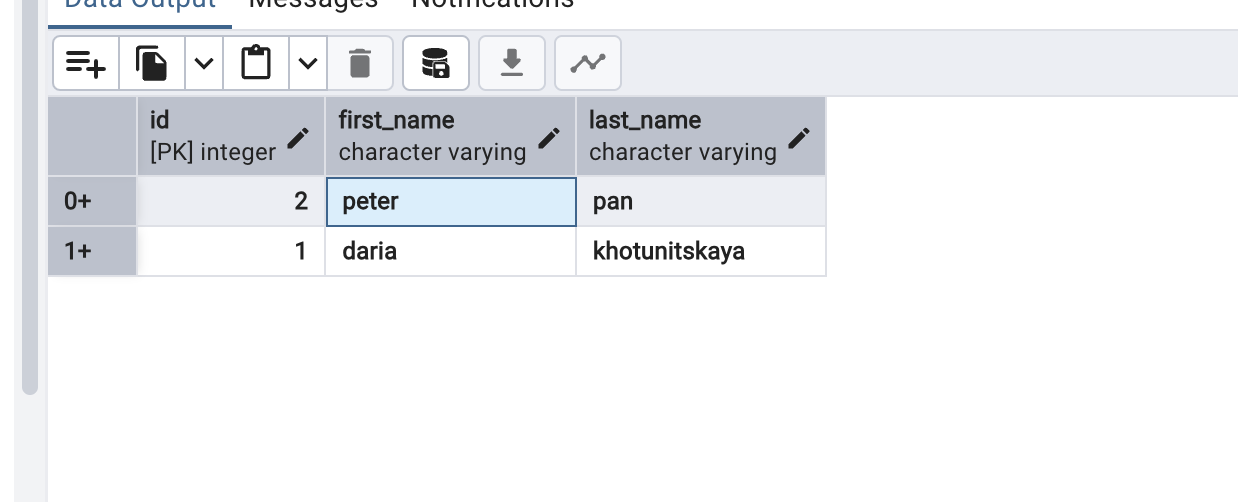 Data Output Messages Notifications
id first_name last_name
[PK] integer character varying character varying
0+ 2 peter pan
1+ 1 daria khotunitskaya